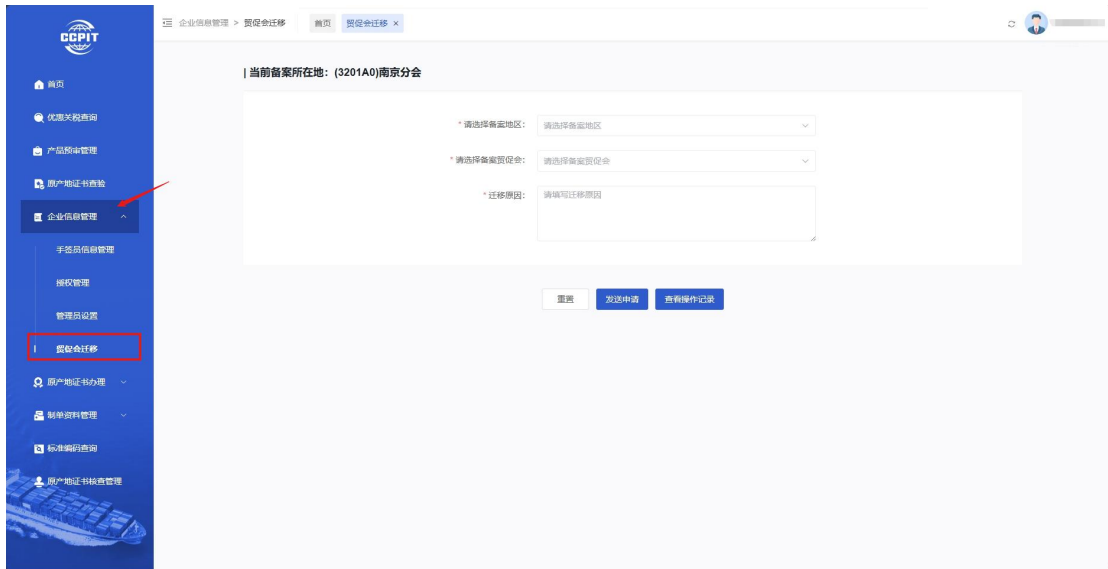 CCPIT
企业信息管理 > 贸促会迁移
首页
贸促会迁移 ×
首页
优惠关税查询
产品预审管理
原产地证书查验
企业信息管理
手签员信息管理
授权管理
管理员设置
贸促会迁移
原产地证书办理
制单资料管理
标准编码查询
原产地证书核查管理
| 当前备案所在地：(3201A0)南京分会
* 请选择备案地区：
请选择备案地区
* 请选择备案贸促会：
请选择备案贸促会
* 迁移原因：
请填写迁移原因
重置
发送申请
查看操作记录